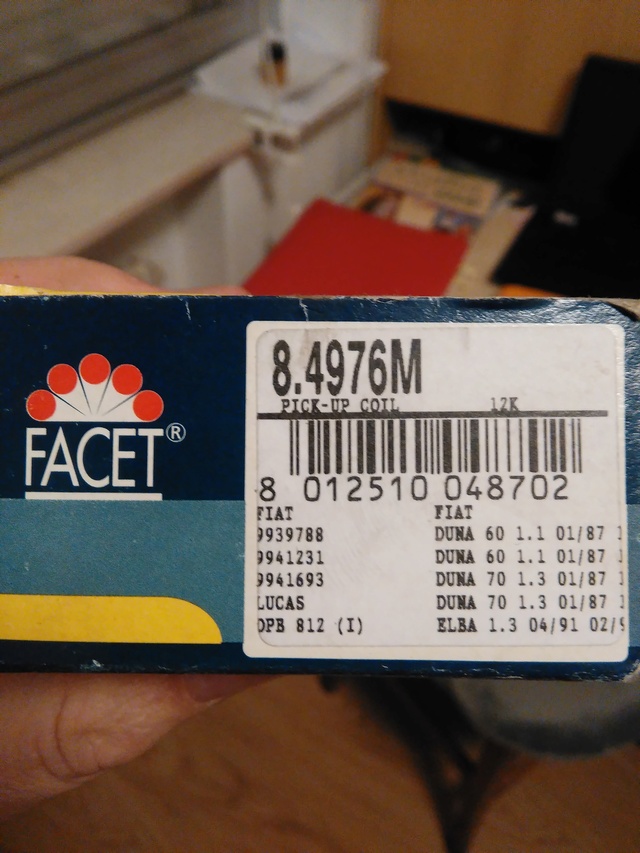 FACET®
8.4976M
PICK-UP COIL 12K
8 012510 048702
FIAT FIAT
9939788 DUNA 60 1.1 01/87
9941231 DUNA 60 1.1 01/87
9941693 DUNA 70 1.3 01/87
LUCAS DUNA 70 1.3 01/87
DPB 812 (I) ELBA 1.3 04/91 02/9